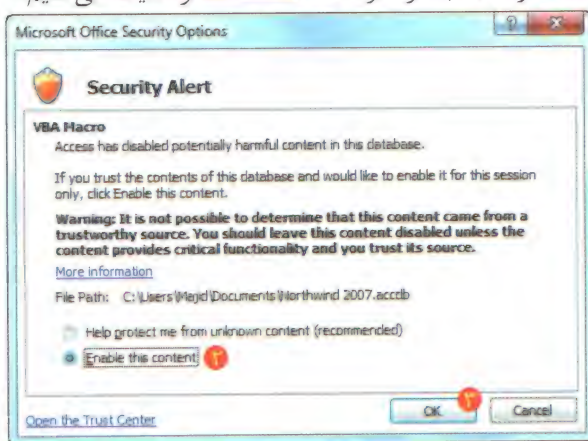 Microsoft Office Security Options
Security Alert
VBA Macro
Access has disabled potentially harmful content in this database.
If you trust the contents of this database and would like to enable it for this session
only, click Enable this content.
Warning: It is not possible to determine that this content came from a
trustworthy source. You should leave this content disabled unless the
content provides critical functionality and you trust its source.
More information
File Path: C:\Users\Majid\Documents\Northwind 2007.accdb
Help protect me from unknown content (recommended)
Enable this content ۲
Open the Trust Center
OK ۳ Cancel